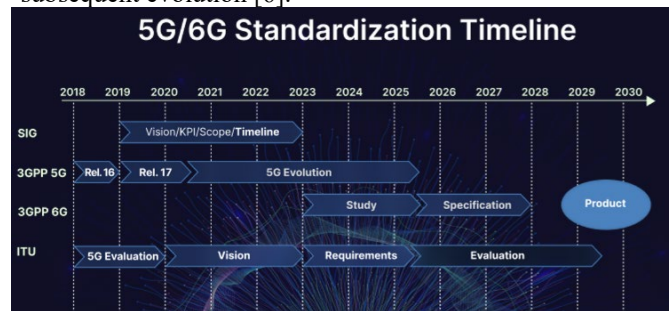 subsequent evolution [6].
5G/6G Standardization Timeline
2018 2019 2020 2021 2022 2023 2024 2025 2026 2027 2028 2029 2030
SIG Vision/KPI/Scope/Timeline
3GPP 5G Rel. 16 Rel. 17 5G Evolution
3GPP 6G Study Specification Product
ITU 5G Evaluation Vision Requirements Evaluation